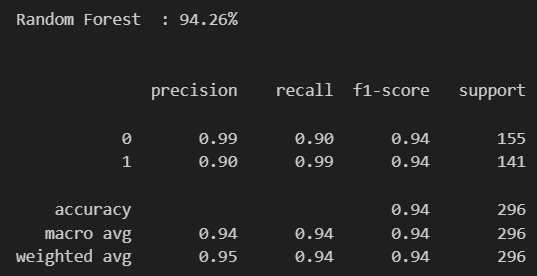 Random Forest  : 94.26%
precision    recall  f1-score   support
0       0.99      0.90      0.94       155
1       0.90      0.99      0.94       141
accuracy                           0.94       296
macro avg       0.94      0.94      0.94       296
weighted avg       0.95      0.94      0.94       296